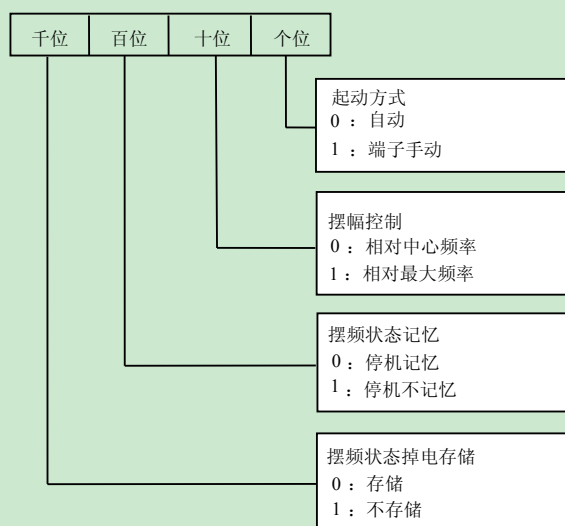 千位 百位 十位 个位
起动方式
0 ：自动
1 ：端子手动
摆幅控制
0 ：相对中心频率
1：相对最大频率
摆频状态记忆
0 ：停机记忆
1 ：停机不记忆
摆频状态掉电存储
0 ：存储
1 ：不存储